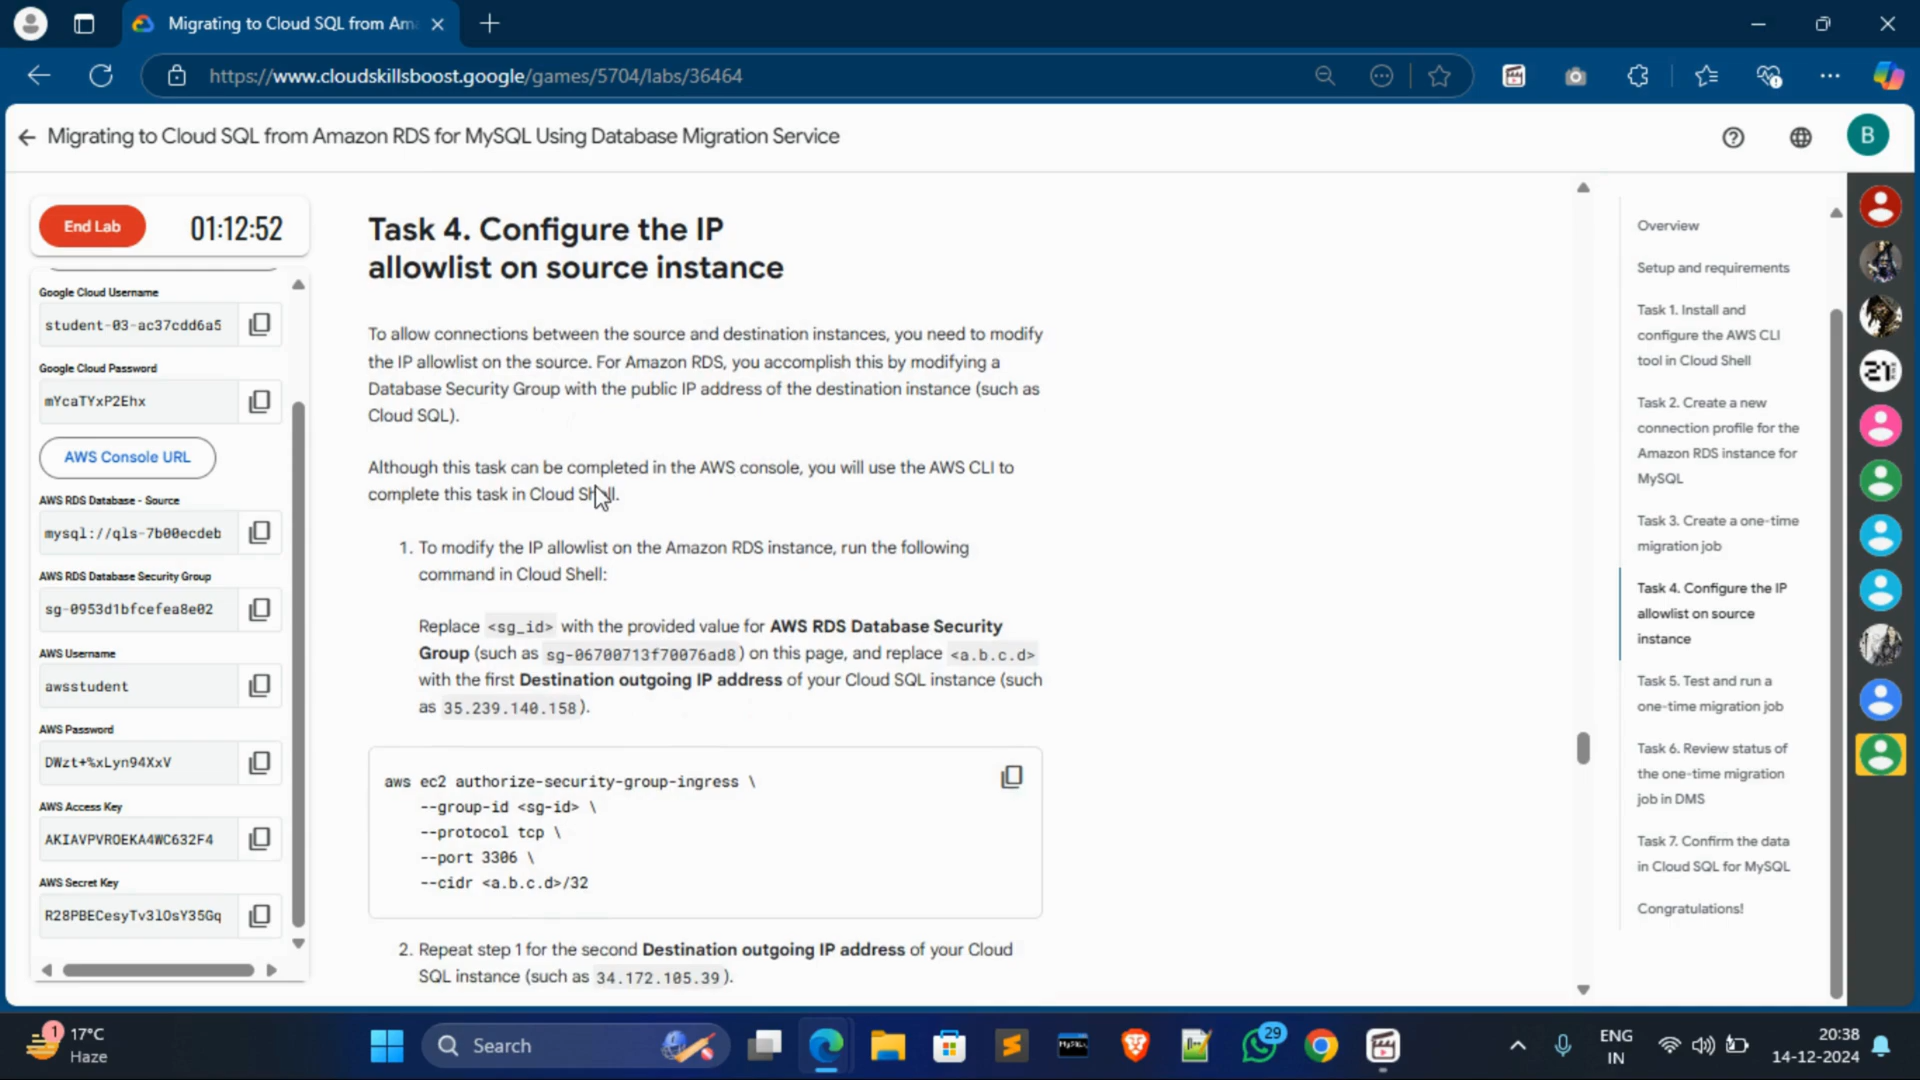 Migrating to Cloud SQL from Am
https://www.cloudskillsboost.google/games/5704/labs/36464
Migrating to Cloud SQL from Amazon RDS for MySQL Using Database Migration Service
B
End Lab
01:12:52
Google Cloud Username
student-03-ac37cdd6a5
Google Cloud Password
mYcaTYxP2Ehx
AWS Console URL
AWS RDS Database - Source
mysql://qls-7b00ecdeb
AWS RDS Database Security Group
sg-0953d1bfcefea8e02
AWS Username
awsstudent
AWS Password
DWzt+%xLyn94XxV
AWS Access Key
AKIAVPVROEKA4WC632F4
AWS Secret Key
R28PBECesyTv3lOsY35Gq
Task 4. Configure the IP
allowlist on source instance
To allow connections between the source and destination instances, you need to modify
the IP allowlist on the source. For Amazon RDS, you accomplish this by modifying a
Database Security Group with the public IP address of the destination instance (such as
Cloud SQL).
Although this task can be completed in the AWS console, you will use the AWS CLI to
complete this task in Cloud Shell.
1. To modify the IP allowlist on the Amazon RDS instance, run the following
command in Cloud Shell:
Replace <sg_id> with the provided value for AWS RDS Database Security
Group (such as sg-06700713f70076ad8) on this page, and replace <a.b.c.d>
with the first Destination outgoing IP address of your Cloud SQL instance (such
as 35.239.140.158).
aws ec2 authorize-security-group-ingress \
--group-id <sg-id> \
--protocol tcp \
--port 3306 \
--cidr <a.b.c.d>/32
2. Repeat step 1 for the second Destination outgoing IP address of your Cloud
SQL instance (such as 34.172.105.39).
Overview
Setup and requirements
Task 1. Install and
configure the AWS CLI
tool in Cloud Shell
Task 2. Create a new
connection profile for the
Amazon RDS instance for
MySQL
Task 3. Create a one-time
migration job
Task 4. Configure the IP
allowlist on source
instance
Task 5. Test and run a
one-time migration job
Task 6. Review status of
the one-time migration
job in DMS
Task 7. Confirm the data
in Cloud SQL for MySQL
Congratulations!
21
1
17°C
Haze
Search
MySQL
29
ENG
IN
20:38
14-12-2024